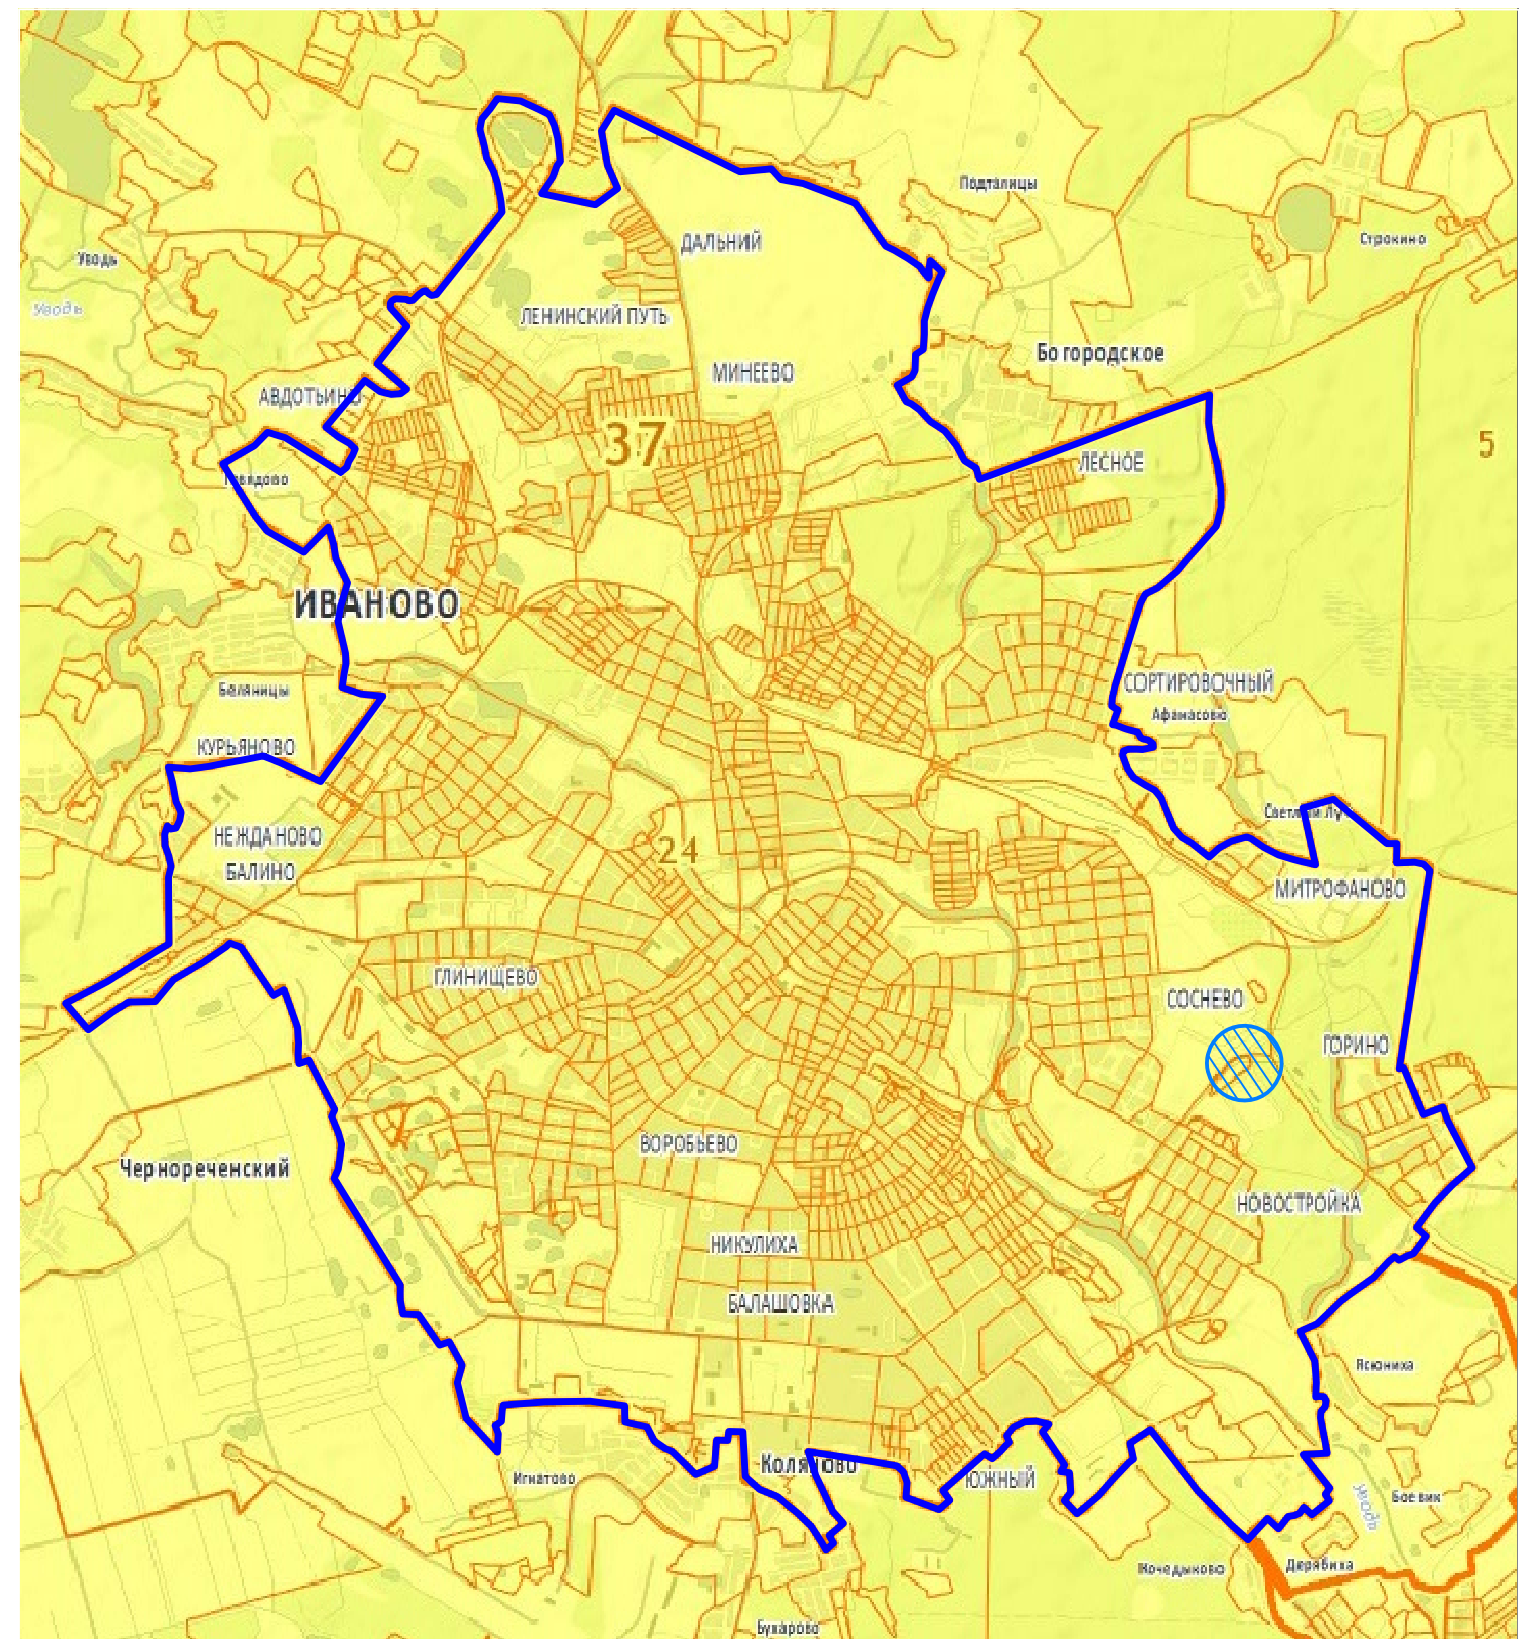 Подталицы
ДАЛЬНИЙ
Строкино
Уводь
Уводь
ЛЕНИНСКИЙ ПУТЬ
Богородское
МИНЕЕВО
АВДОТЬИНО
37
5
ЛЕСНОЕ
ИВАНОВО
СОРТИРОВОЧНЫЙ
Беляницы
Афанасово
КУРЬЯНОВО
Светлый Луч
НЕЖДАНОВО
24
БАЛИНО
МИТРОФАНОВО
ГЛИНИЩЕВО
СОСНЕВО
ГОРИНО
ВОРОБЬЕВО
Чернореченский
НОВОСТРОЙКА
НИКУЛИХА
БАЛАШОВКА
Ясюниха
Коляново
Игнатово
ЮЖНЫЙ
Боевик
Уводь
Кочедыково
Дерябиха
Бухарово